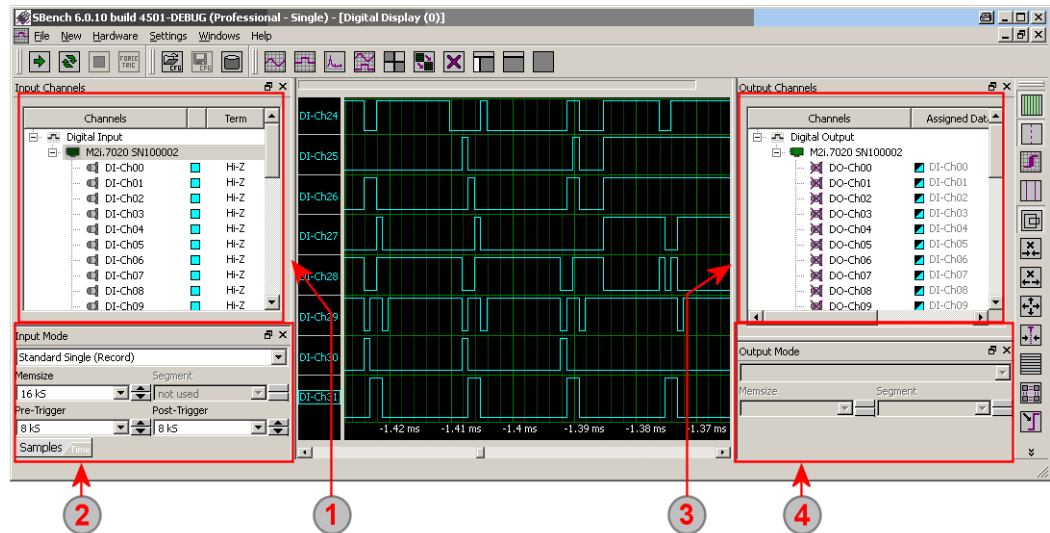 SBench 6.0.10 build 4501-DEBUG (Professional - Single) - [Digital Display (0)]
File New Hardware Settings Windows Help
FORCE TRIG
CFG
CFG
Input Channels
Channels Term
Digital Input
M2i.7020 SN100002
DI-Ch00 Hi-Z
DI-Ch01 Hi-Z
DI-Ch02 Hi-Z
DI-Ch03 Hi-Z
DI-Ch04 Hi-Z
DI-Ch05 Hi-Z
DI-Ch06 Hi-Z
DI-Ch07 Hi-Z
DI-Ch08 Hi-Z
DI-Ch09 Hi-Z
Input Mode
Standard Single (Record)
Memsize Segment
16 kS not used
Pre-Trigger Post-Trigger
8 kS 8 kS
Samples Time
DI-Ch24
DI-Ch25
DI-Ch26
DI-Ch27
DI-Ch28
DI-Ch29
DI-Ch30
DI-Ch31
-1.42 ms -1.41 ms -1.4 ms -1.39 ms -1.38 ms -1.37 ms
Output Channels
Channels Assigned Dat
Digital Output
M2i.7020 SN100002
DO-Ch00 DI-Ch00
DO-Ch01 DI-Ch01
DO-Ch02 DI-Ch02
DO-Ch03 DI-Ch03
DO-Ch04 DI-Ch04
DO-Ch05 DI-Ch05
DO-Ch06 DI-Ch06
DO-Ch07 DI-Ch07
DO-Ch08 DI-Ch08
DO-Ch09 DI-Ch09
Output Mode
Memsize Segment
2 1 3 4